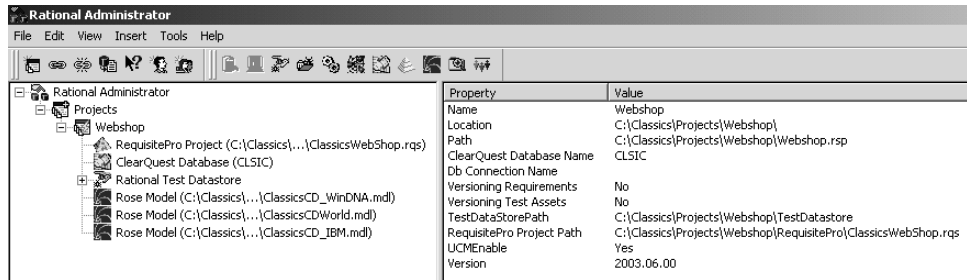 Rational Administrator
File Edit View Insert Tools Help
Rational Administrator
Projects
Webshop
RequisitePro Project (C:\Classics\...\ClassicsWebShop.rqs)
ClearQuest Database (CLSIC)
Rational Test Datastore
Rose Model (C:\Classics\...\ClassicsCD_WinDNA.mdl)
Rose Model (C:\Classics\...\ClassicsCDWorld.mdl)
Rose Model (C:\Classics\...\ClassicsCD_IBM.mdl)
Property Value
Name Webshop
Location C:\Classics\Projects\Webshop\
Path C:\Classics\Projects\Webshop\Webshop.rsp
ClearQuest Database Name CLSIC
Db Connection Name
Versioning Requirements No
Versioning Test Assets No
TestDataStorePath C:\Classics\Projects\Webshop\TestDatastore
RequisitePro Project Path C:\Classics\Projects\Webshop\RequisitePro\ClassicsWebShop.rqs
UCMEnable Yes
Version 2003.06.00